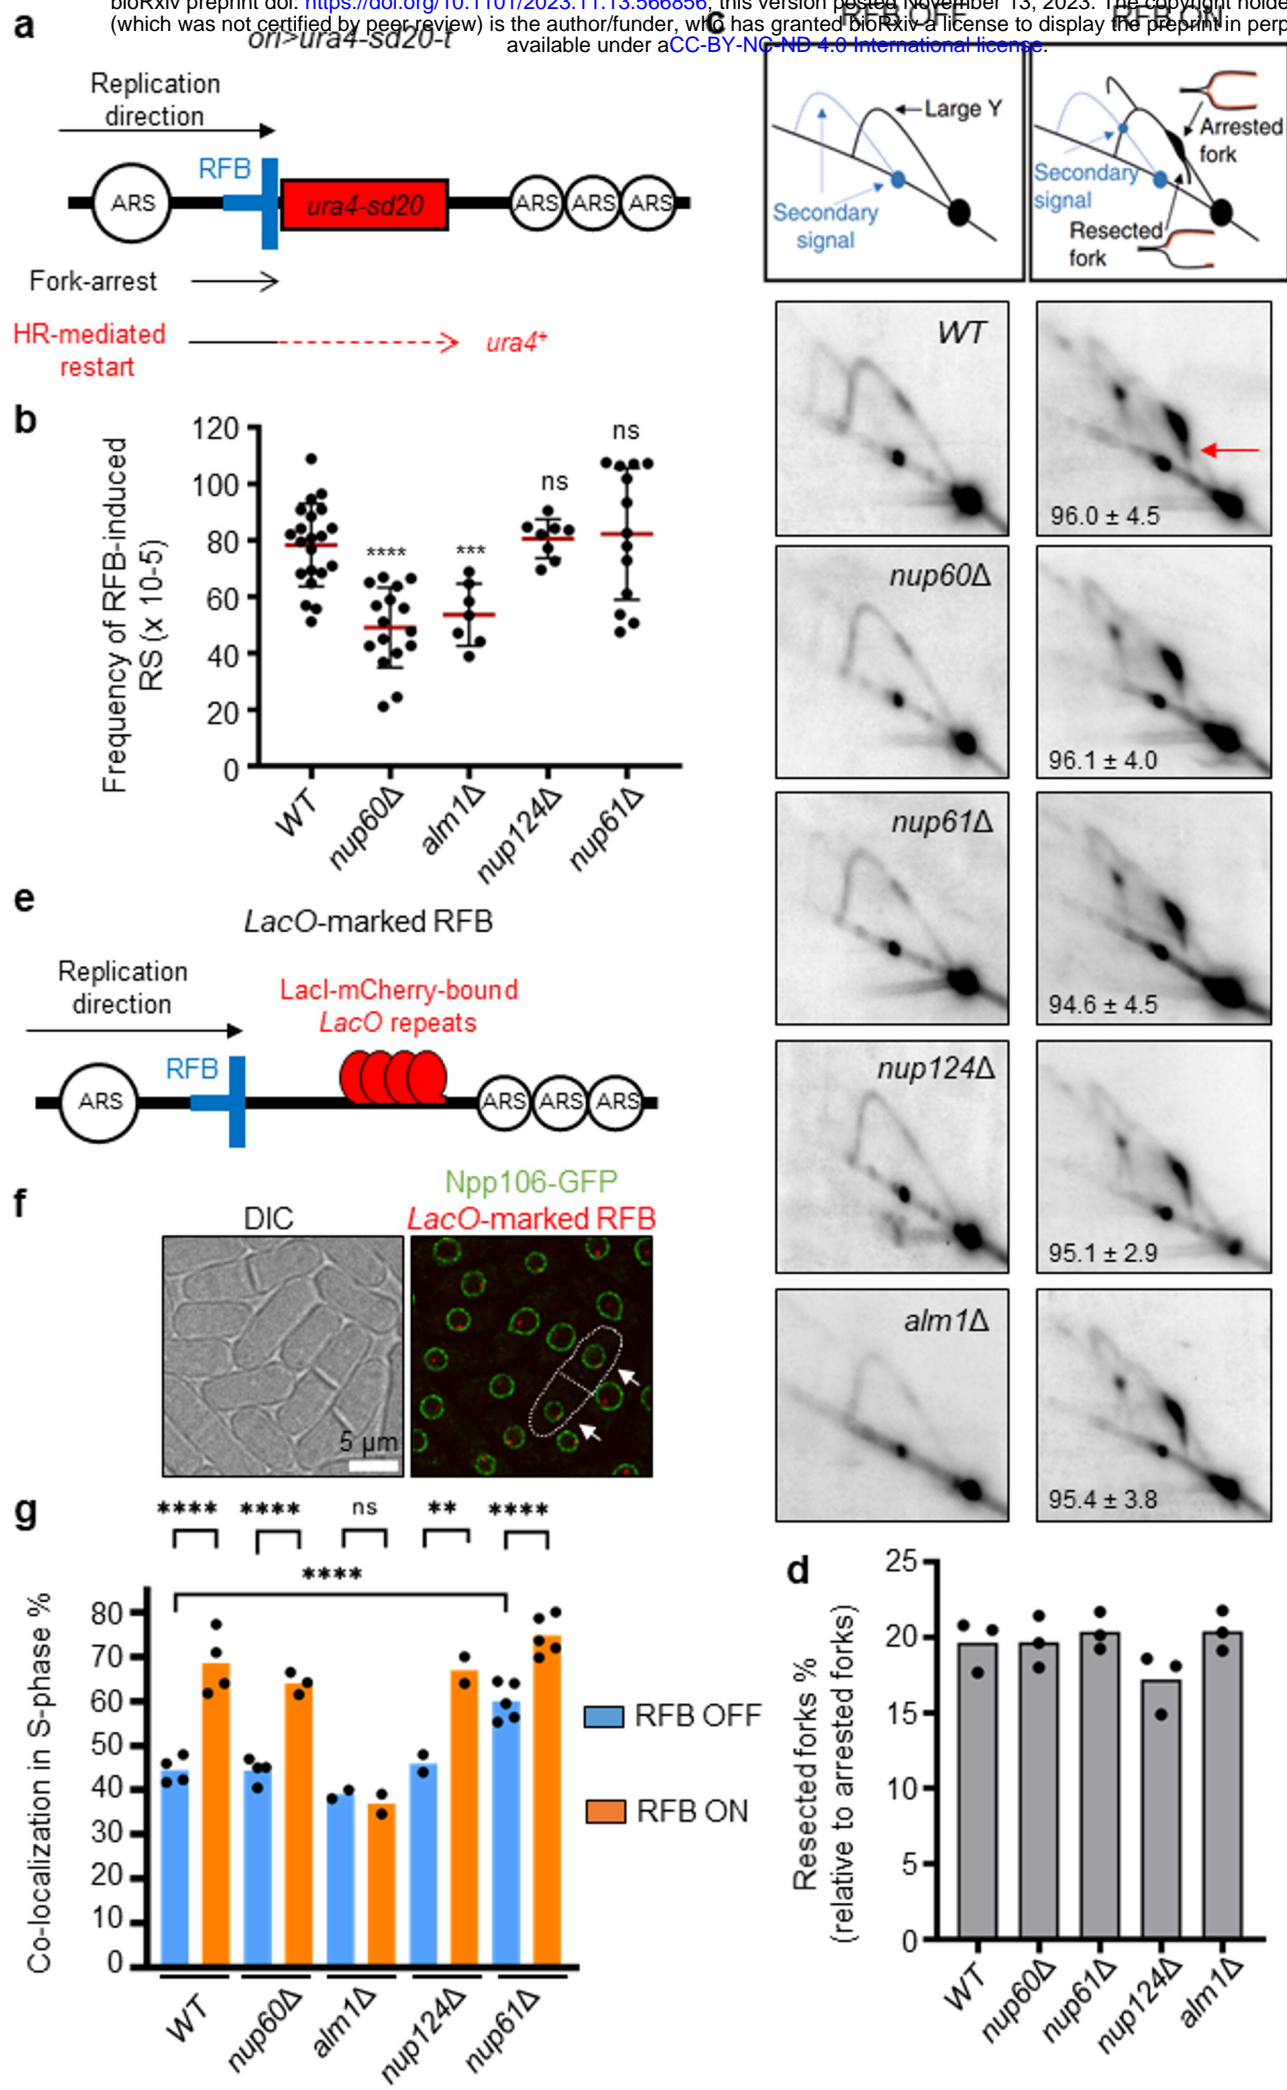 bioRxiv preprint doi: https://doi.org/10.1101/2023.11.13.566856; this version posted November 13, 2023. The copyright holde
(which was not certified by peer review) is the author/funder, who has granted bioRxiv a license to display the preprint in perp
available under aCC-BY-NC-ND 4.0 International license.
a
ori>ura4-sd20-t
Replication
direction
RFB
ARS
ura4-sd20
ARS
ARS
ARS
Fork-arrest
HR-mediated
restart
ura4+
b
Frequency of RFB-induced
RS (x 10-5)
120
100
80
60
40
20
0
****
***
ns
ns
WT
nup60Δ
alm1Δ
nup124Δ
nup61Δ
c
RFB OFF
RFB ON
Large Y
Secondary
signal
Arrested
fork
Secondary
signal
Resected
fork
WT
96.0 ± 4.5
nup60Δ
96.1 ± 4.0
nup61Δ
94.6 ± 4.5
nup124Δ
95.1 ± 2.9
alm1Δ
95.4 ± 3.8
e
LacO-marked RFB
Replication
direction
LacI-mCherry-bound
LacO repeats
RFB
ARS
ARS
ARS
ARS
f
DIC
Npp106-GFP
LacO-marked RFB
5 µm
g
****
****
ns
**
****
****
Co-localization in S-phase %
80
70
60
50
40
30
20
10
0
RFB OFF
RFB ON
WT
nup60Δ
alm1Δ
nup124Δ
nup61Δ
d
Resected forks %
(relative to arrested forks)
25
20
15
10
5
0
WT
nup60Δ
nup61Δ
nup124Δ
alm1Δ